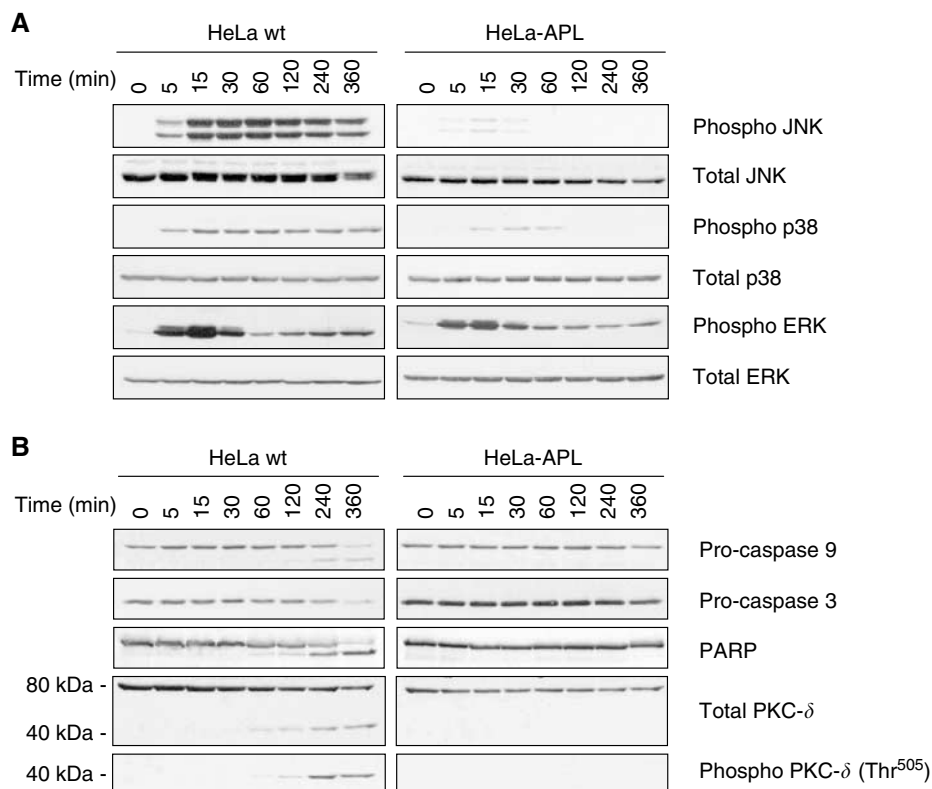 A
HeLa wt HeLa-APL
Time (min) 0 5 15 30 60 120 240 360 0 5 15 30 60 120 240 360
Phospho JNK
Total JNK
Phospho p38
Total p38
Phospho ERK
Total ERK
B
HeLa wt HeLa-APL
Time (min) 0 5 15 30 60 120 240 360 0 5 15 30 60 120 240 360
Pro-caspase 9
Pro-caspase 3
PARP
80 kDa -
Total PKC-δ
40 kDa -
40 kDa - Phospho PKC-δ (Thr⁵⁰⁵)